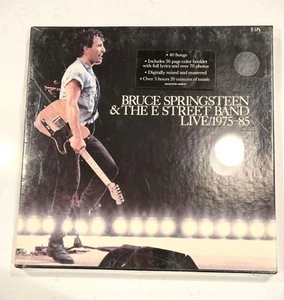 • 40 Songs
• Includes 36 page color booklet
with full lyrics and over 70 photos
• Digitally mixed and mastered
• Over 3 hours 20 minutes of music
BRUCE SPRINGSTEEN
& THE E STREET BAND
LIVE/1975–85